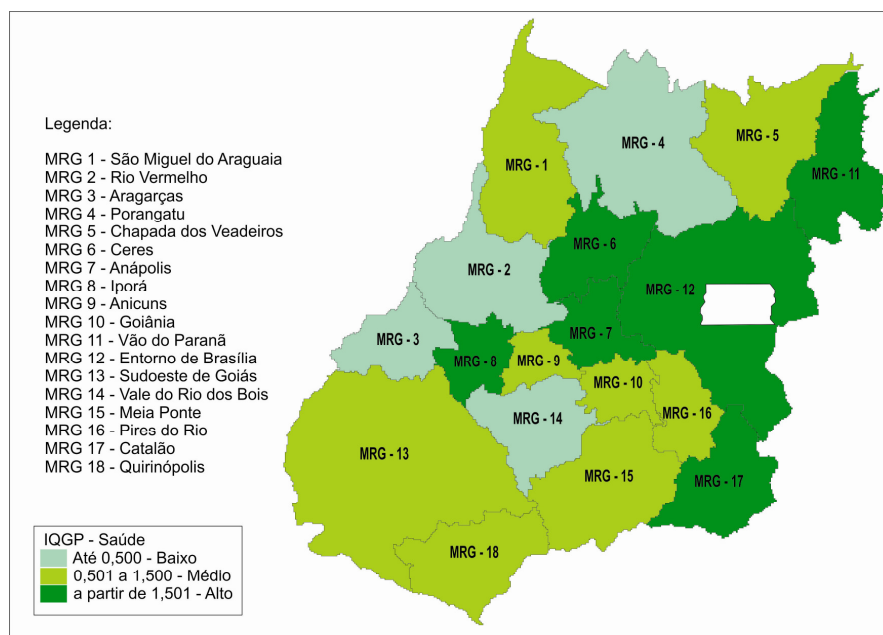 Legenda:
MRG 1 - São Miguel do Araguaia
MRG 2 - Rio Vermelho
MRG 3 - Aragarças
MRG 4 - Porangatu
MRG 5 - Chapada dos Veadeiros
MRG 6 - Ceres
MRG 7 - Anápolis
MRG 8 - Iporá
MRG 9 - Anicuns
MRG 10 - Goiânia
MRG 11 - Vão do Paranã
MRG 12 - Entorno de Brasília
MRG 13 - Sudoeste de Goiás
MRG 14 - Vale do Rio dos Bois
MRG 15 - Meia Ponte
MRG 16 - Pires do Rio
MRG 17 - Catalão
MRG 18 - Quirinópolis
IQGP - Saúde
Até 0,500 - Baixo
0,501 a 1,500 - Médio
a partir de 1,501 - Alto
MRG - 1
MRG - 4
MRG - 5
MRG - 11
MRG - 6
MRG - 2
MRG - 12
MRG - 3
MRG - 7
MRG - 8
MRG - 9
MRG - 10
MRG - 16
MRG - 14
MRG - 13
MRG - 15
MRG - 17
MRG - 18